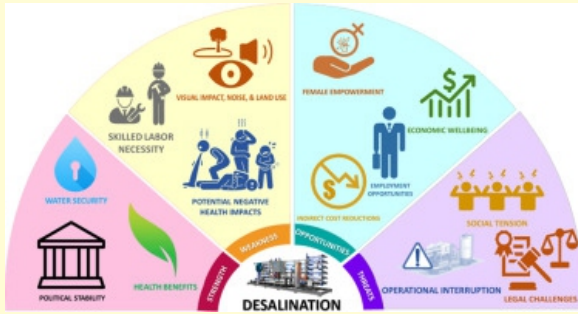 WATER SECURITY
POLITICAL STABILITY
HEALTH BENEFITS
STRENGTH
SKILLED LABOR
NECESSITY
VISUAL IMPACT, NOISE, & LAND USE
POTENTIAL NEGATIVE
HEALTH IMPACTS
WEAKNESS
FEMALE EMPOWERMENT
ECONOMIC WELLBEING
EMPLOYMENT
OPPORTUNITIES
INDIRECT COST REDUCTIONS
OPPORTUNITIES
SOCIAL TENSION
OPERATIONAL INTERRUPTION
LEGAL CHALLENGES
THREATS
DESALINATION